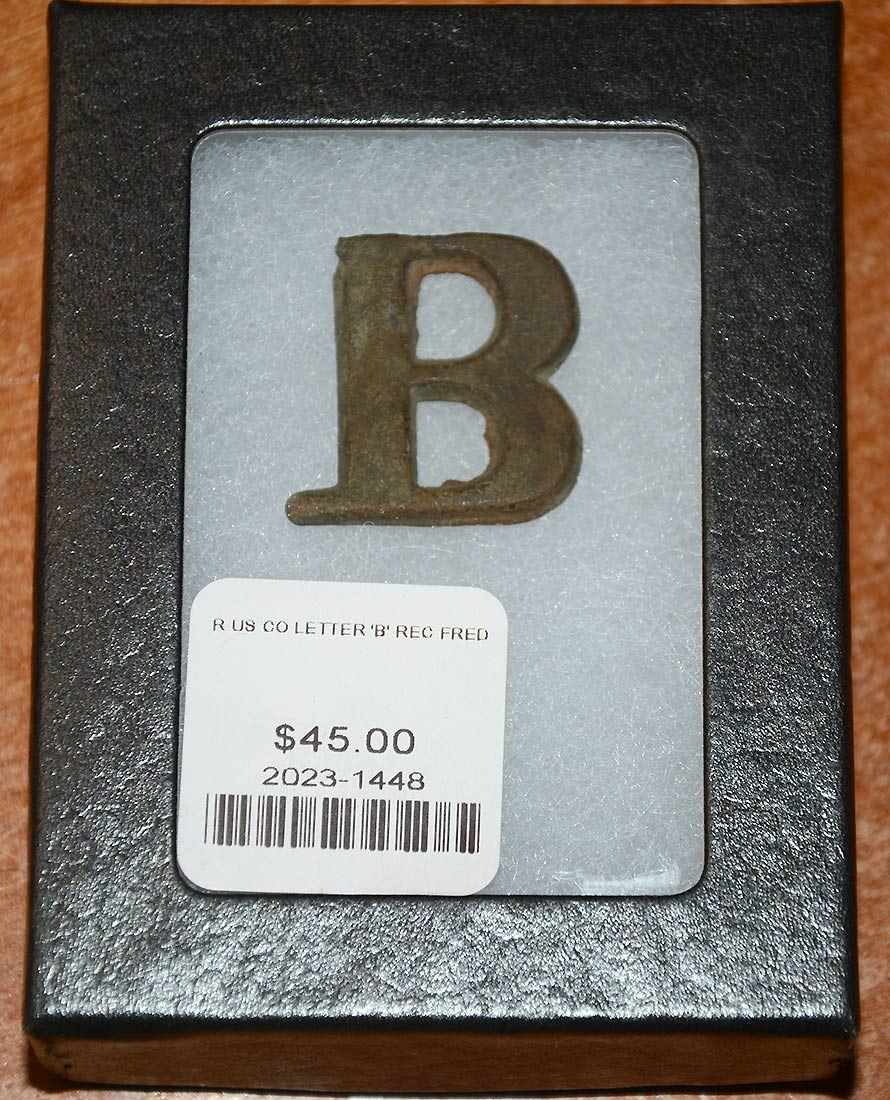 B
R US CO LETTER 'B' REC FRED
$45.00
2023-1448